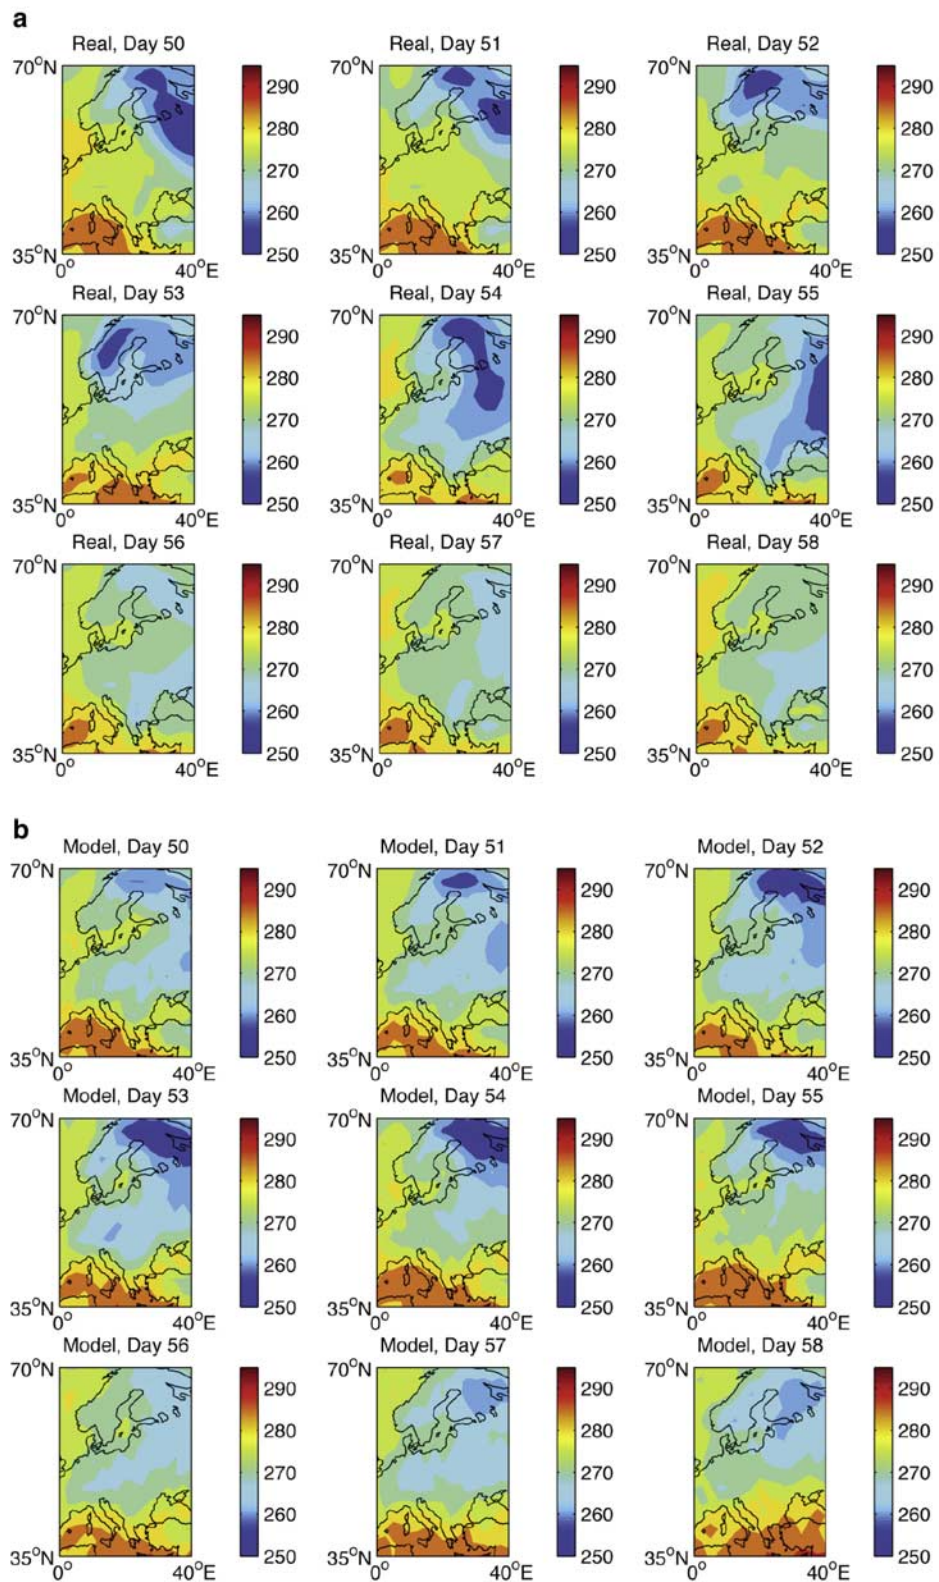 a
Real, Day 50 Real, Day 51 Real, Day 52
70°N 70°N 70°N
290 290 290
280 280 280
270 270 270
260 260 260
35°N 250 35°N 250 35°N 250
0° 40°E 0° 40°E 0° 40°E
Real, Day 53 Real, Day 54 Real, Day 55
70°N 70°N 70°N
290 290 290
280 280 280
270 270 270
260 260 260
35°N 250 35°N 250 35°N 250
0° 40°E 0° 40°E 0° 40°E
Real, Day 56 Real, Day 57 Real, Day 58
70°N 70°N 70°N
290 290 290
280 280 280
270 270 270
260 260 260
35°N 250 35°N 250 35°N 250
0° 40°E 0° 40°E 0° 40°E
b
Model, Day 50 Model, Day 51 Model, Day 52
70°N 70°N 70°N
290 290 290
280 280 280
270 270 270
260 260 260
35°N 250 35°N 250 35°N 250
0° 40°E 0° 40°E 0° 40°E
Model, Day 53 Model, Day 54 Model, Day 55
70°N 70°N 70°N
290 290 290
280 280 280
270 270 270
260 260 260
35°N 250 35°N 250 35°N 250
0° 40°E 0° 40°E 0° 40°E
Model, Day 56 Model, Day 57 Model, Day 58
70°N 70°N 70°N
290 290 290
280 280 280
270 270 270
260 260 260
35°N 250 35°N 250 35°N 250
0° 40°E 0° 40°E 0° 40°E